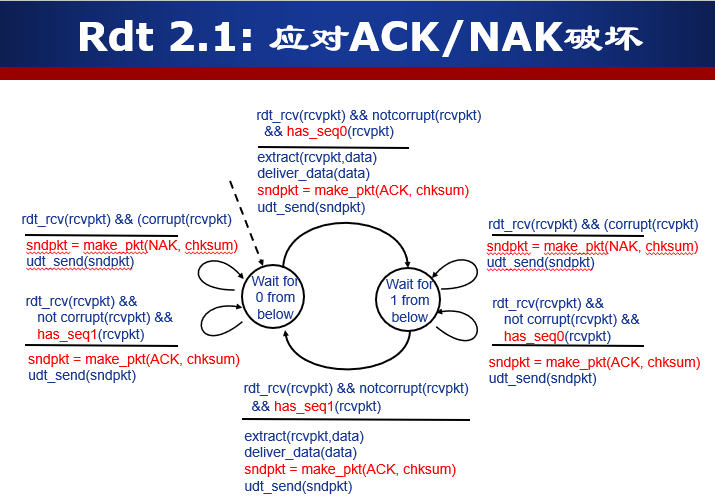 Rdt 2.1: 应对ACK/NAK破坏
rdt_rcv(rcvpkt) && notcorrupt(rcvpkt)
&& has_seq0(rcvpkt)
extract(rcvpkt,data)
deliver_data(data)
sndpkt = make_pkt(ACK, chksum)
udt_send(sndpkt)
rdt_rcv(rcvpkt) && (corrupt(rcvpkt)
sndpkt = make_pkt(NAK, chksum)
udt_send(sndpkt)
rdt_rcv(rcvpkt) &&
not corrupt(rcvpkt) &&
has_seq1(rcvpkt)
sndpkt = make_pkt(ACK, chksum)
udt_send(sndpkt)
Wait for
0 from
below
Wait for
1 from
below
rdt_rcv(rcvpkt) && (corrupt(rcvpkt)
sndpkt = make_pkt(NAK, chksum)
udt_send(sndpkt)
rdt_rcv(rcvpkt) &&
not corrupt(rcvpkt) &&
has_seq0(rcvpkt)
sndpkt = make_pkt(ACK, chksum)
udt_send(sndpkt)
rdt_rcv(rcvpkt) && notcorrupt(rcvpkt)
&& has_seq1(rcvpkt)
extract(rcvpkt,data)
deliver_data(data)
sndpkt = make_pkt(ACK, chksum)
udt_send(sndpkt)